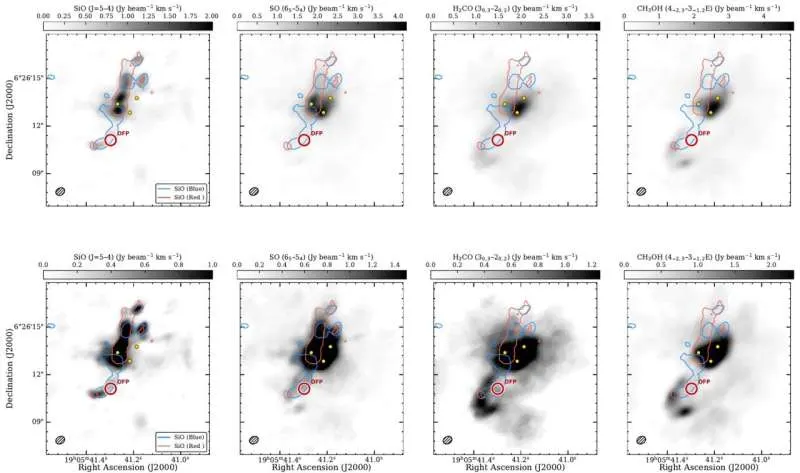 SiO (J=5–4) (Jy beam⁻¹ km s⁻¹)
0.00 0.25 0.50 0.75 1.00 1.25 1.50 1.75 2.00
SO (6₅–5₄) (Jy beam⁻¹ km s⁻¹)
0.0 0.5 1.0 1.5 2.0 2.5 3.0 3.5 4.0
H₂CO (3₀,₃–2₀,₂) (Jy beam⁻¹ km s⁻¹)
0.0 0.5 1.0 1.5 2.0 2.5 3.0 3.5
CH₃OH (4₋₂,₃–3₋₁,₂E) (Jy beam⁻¹ km s⁻¹)
0 1 2 3 4
Declination (J2000)
6°26'15"
12"
09"
DFP
SiO (Blue)
SiO (Red )
DFP
DFP
DFP
SiO (J=5–4) (Jy beam⁻¹ km s⁻¹)
0.0 0.2 0.4 0.6 0.8 1.0
SO (6₅–5₄) (Jy beam⁻¹ km s⁻¹)
0.0 0.2 0.4 0.6 0.8 1.0 1.2 1.4
H₂CO (3₀,₃–2₀,₂) (Jy beam⁻¹ km s⁻¹)
0.0 0.2 0.4 0.5 0.7 0.9 1.1
CH₃OH (4₋₂,₃–3₋₁,₂E) (Jy beam⁻¹ km s⁻¹)
0.0 0.5 1.0 1.5 2.0
Declination (J2000)
6°26'15"
12"
09"
DFP
SiO (Blue)
SiO (Red )
DFP
DFP
DFP
19ʰ05ᵐ41.4ˢ 41.2ˢ 41.0ˢ
Right Ascension (J2000)
19ʰ05ᵐ41.4ˢ 41.2ˢ 41.0ˢ
Right Ascension (J2000)
19ʰ05ᵐ41.4ˢ 41.2ˢ 41.0ˢ
Right Ascension (J2000)
19ʰ05ᵐ41.4ˢ 41.2ˢ 41.0ˢ
Right Ascension (J2000)